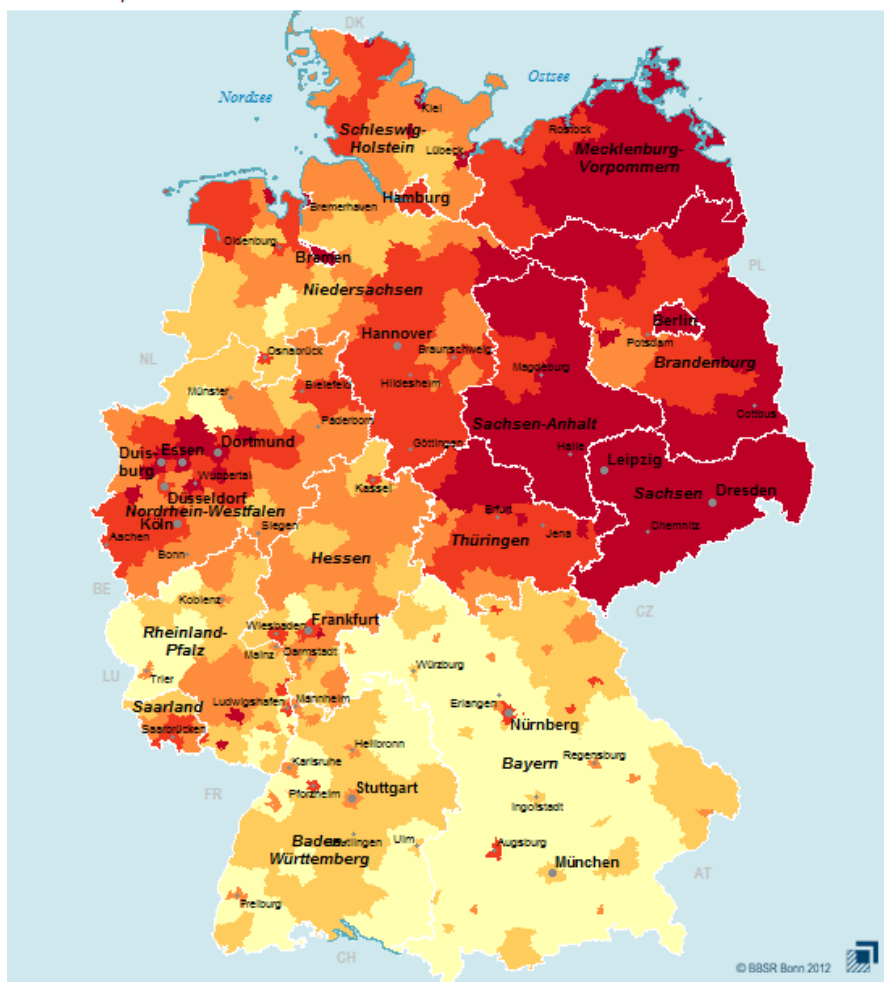 DK
Nordsee
Ostsee
Kiel
Schleswig-
Holstein
Lübeck
Rostock
Mecklenburg-
Vorpommern
Hamburg
Bremerhaven
Oldenburg
Bremen
Niedersachsen
PL
Berlin
Potsdam
Brandenburg
Hannover
Braunschweig
Osnabrück
NL
Münster
Bielefeld
Hildesheim
Magdeburg
Cottbus
Paderborn
Sachsen-Anhalt
Göttingen
Halle
Duis-
burg
Essen
Dortmund
Wuppertal
Düsseldorf
Nordrhein-Westfalen
Kassel
Leipzig
Sachsen
Dresden
Köln
Aachen
Siegen
Bonn
Erfurt
Jena
Thüringen
Chemnitz
Hessen
BE
Koblenz
CZ
Wiesbaden
Frankfurt
Rheinland-
Pfalz
Mainz
Darmstadt
Würzburg
LU
Trier
Saarland
Ludwigshafen
Mannheim
Erlangen
Nürnberg
Saarbrücken
Heilbronn
Regensburg
Bayern
Karlsruhe
FR
Pforzheim
Stuttgart
Ingolstadt
Baden
Württemberg
Ulm
Augsburg
München
AT
Freiburg
CH
© BBSR Bonn 2012